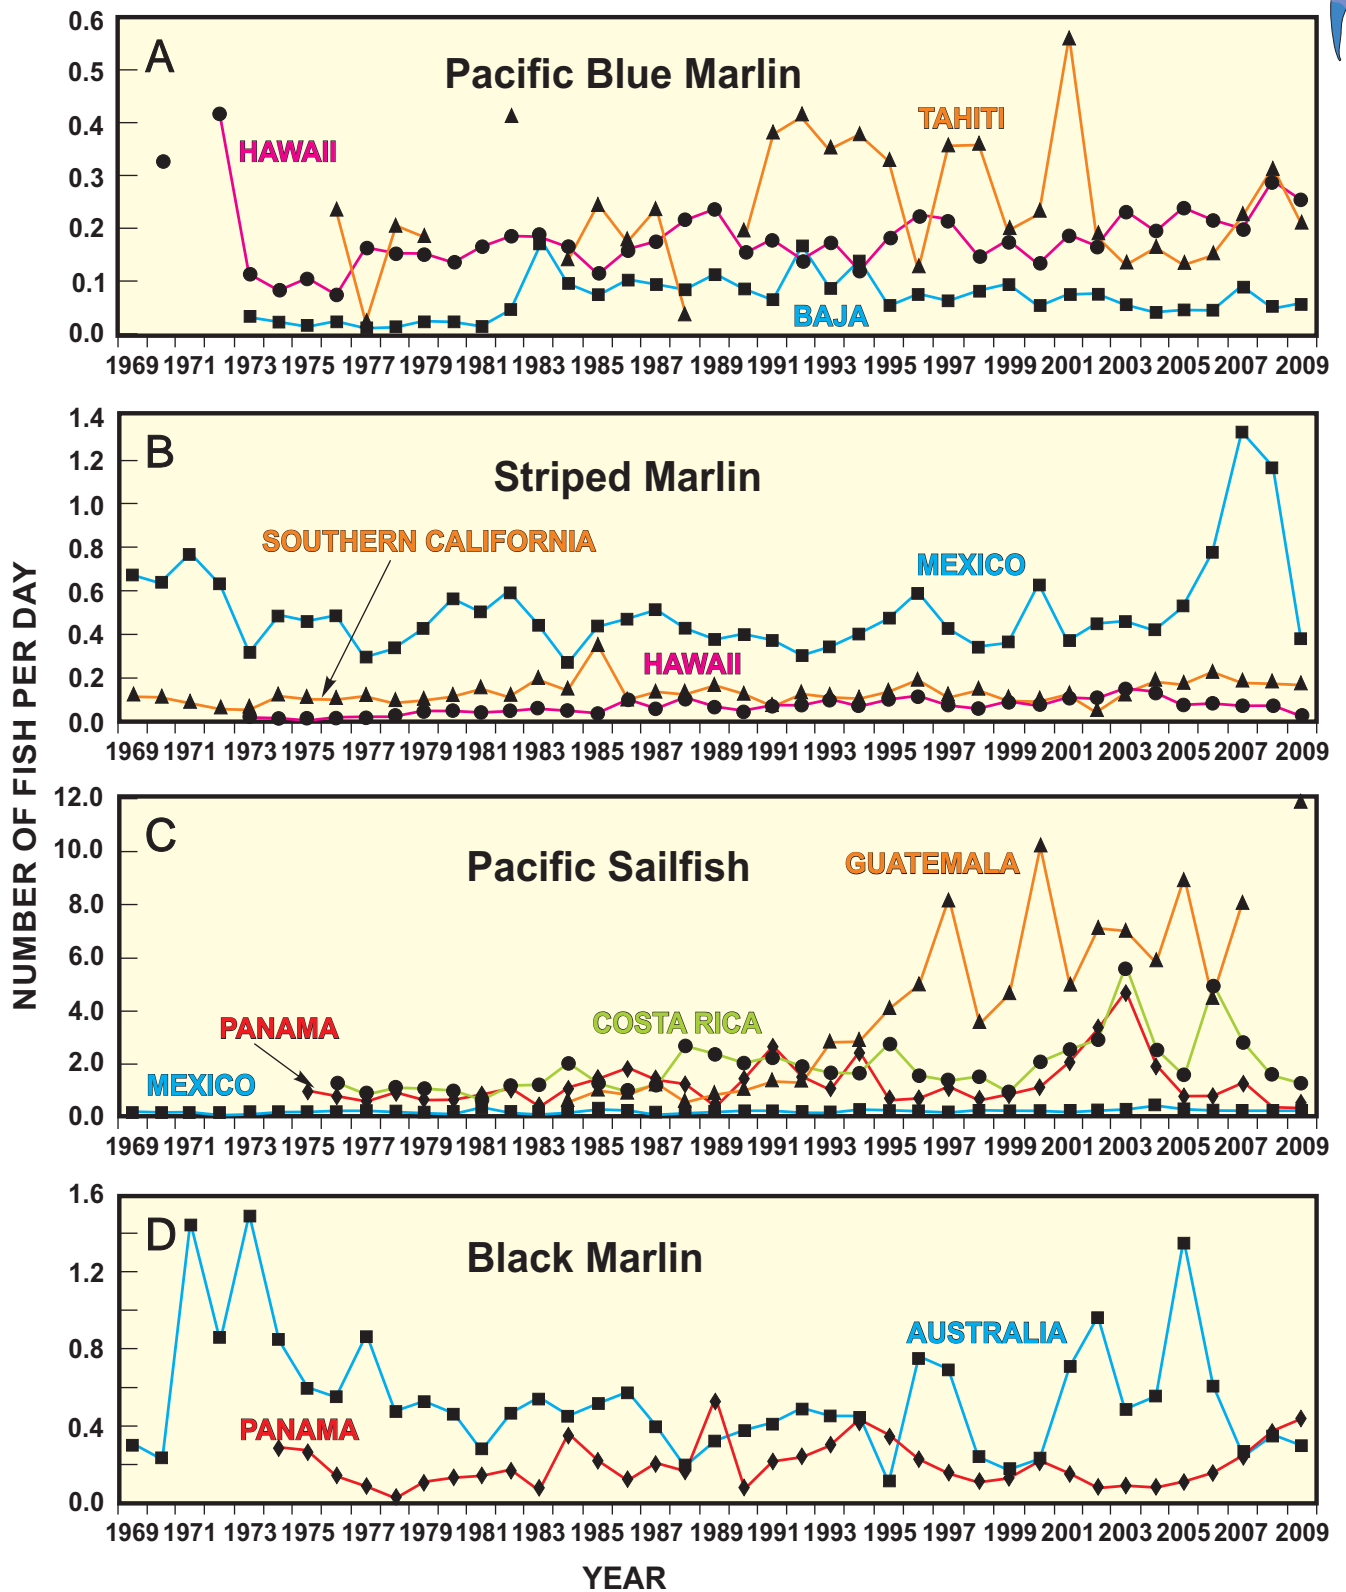 NUMBER OF FISH PER DAY
A
Pacific Blue Marlin
0.6
0.5
0.4
0.3
0.2
0.1
0.0
HAWAII
TAHITI
BAJA
1969 1971 1973 1975 1977 1979 1981 1983 1985 1987 1989 1991 1993 1995 1997 1999 2001 2003 2005 2007 2009
B
Striped Marlin
1.4
1.2
1.0
0.8
0.6
0.4
0.2
0.0
SOUTHERN CALIFORNIA
MEXICO
HAWAII
1969 1971 1973 1975 1977 1979 1981 1983 1985 1987 1989 1991 1993 1995 1997 1999 2001 2003 2005 2007 2009
C
Pacific Sailfish
12.0
10.0
8.0
6.0
4.0
2.0
0.0
GUATEMALA
PANAMA
COSTA RICA
MEXICO
1969 1971 1973 1975 1977 1979 1981 1983 1985 1987 1989 1991 1993 1995 1997 1999 2001 2003 2005 2007 2009
D
Black Marlin
1.6
1.2
0.8
0.4
0.0
AUSTRALIA
PANAMA
1969 1971 1973 1975 1977 1979 1981 1983 1985 1987 1989 1991 1993 1995 1997 1999 2001 2003 2005 2007 2009
YEAR